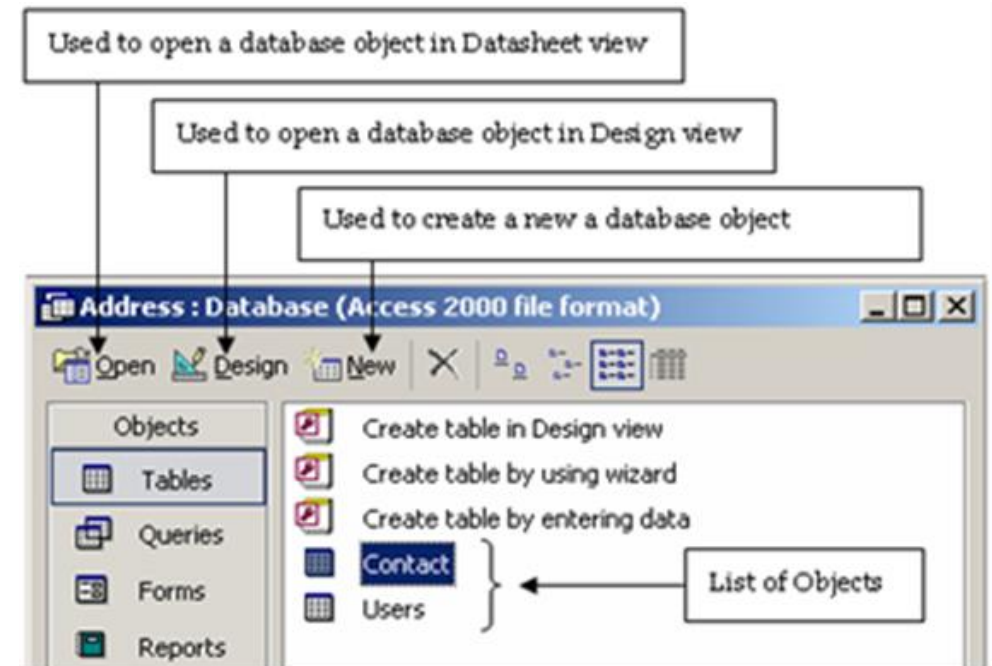 Used to open a database object in Datasheet view
Used to open a database object in Design view
Used to create a new a database object
Address : Database (Access 2000 file format)
Open Design New
Objects
Tables
Queries
Forms
Reports
Create table in Design view
Create table by using wizard
Create table by entering data
Contact
Users
List of Objects